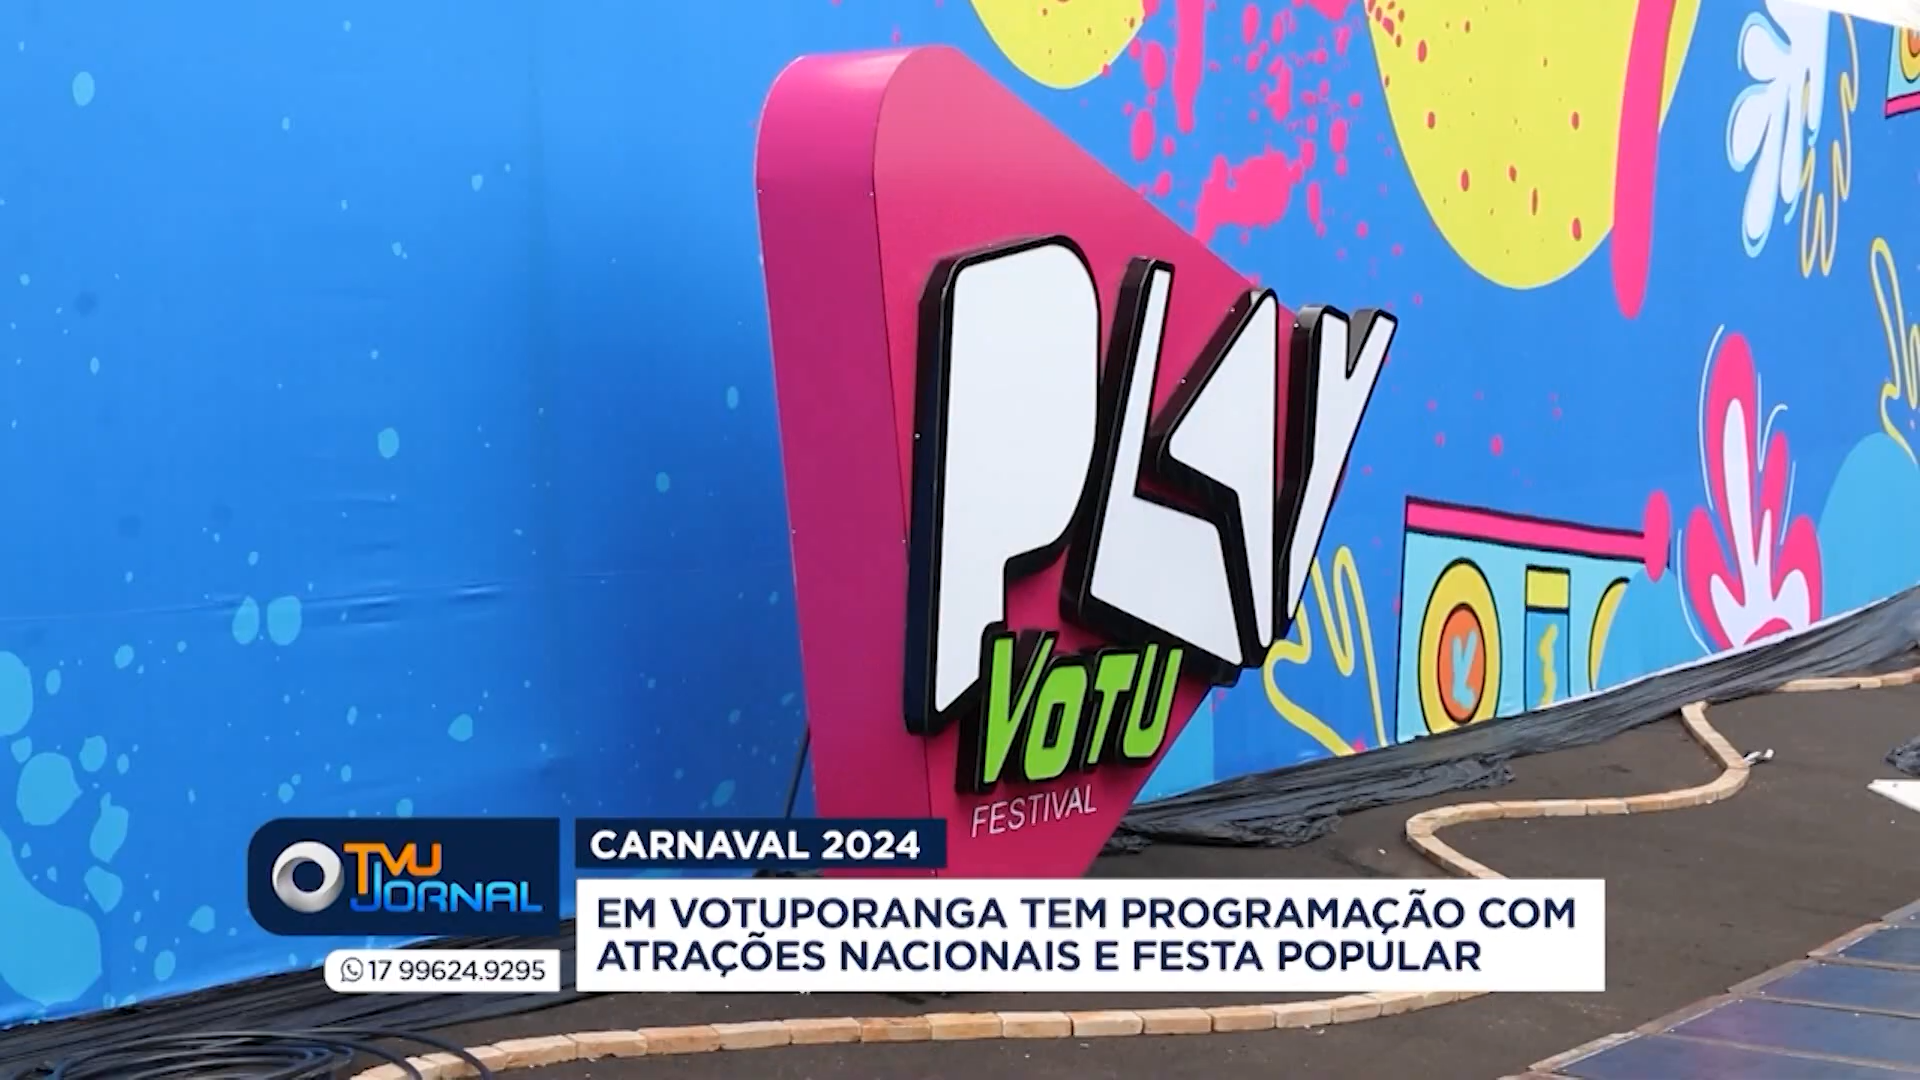 PLAY
VOTU
FESTIVAL
CARNAVAL 2024
TVU
JORNAL
EM VOTUPORANGA TEM PROGRAMAÇÃO COM
ATRAÇÕES NACIONAIS E FESTA POPULAR
17 99624.9295